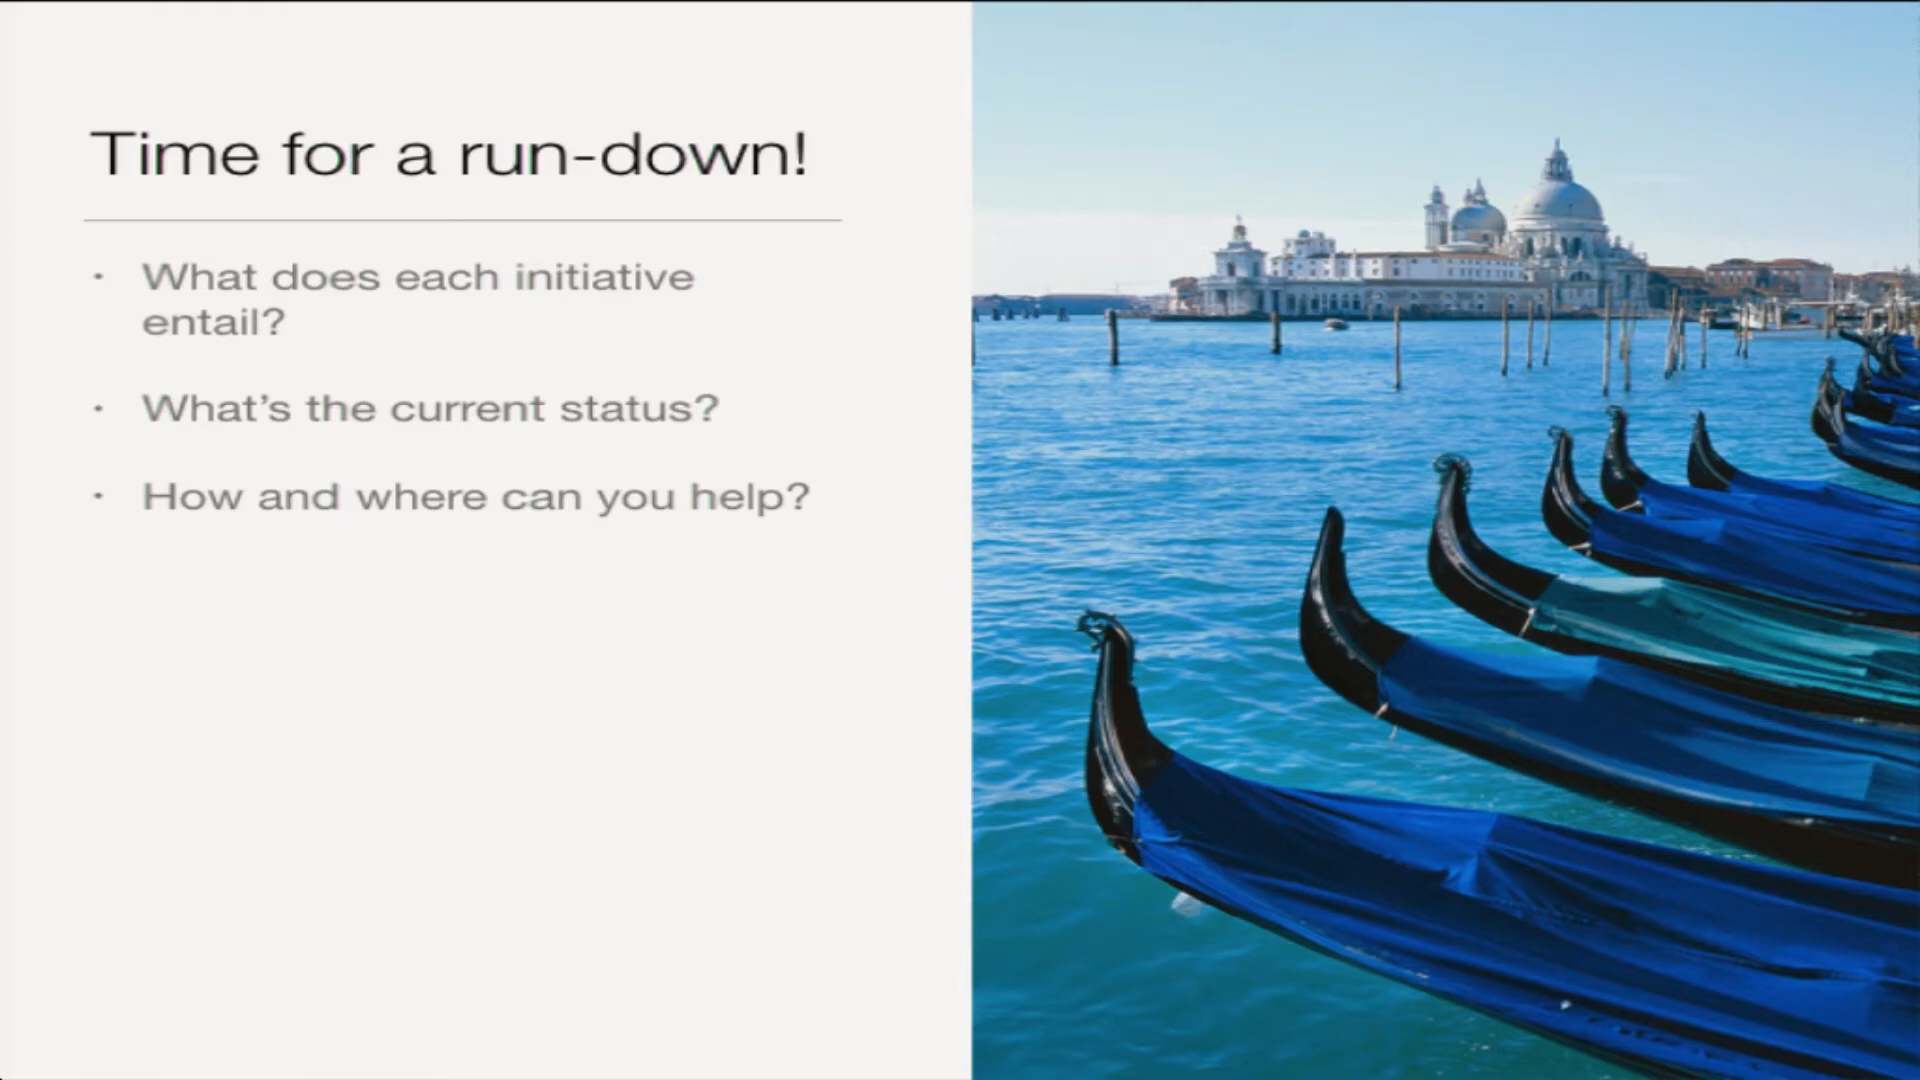 Time for a run-down!
• What does each initiative
entail?
• What’s the current status?
• How and where can you help?